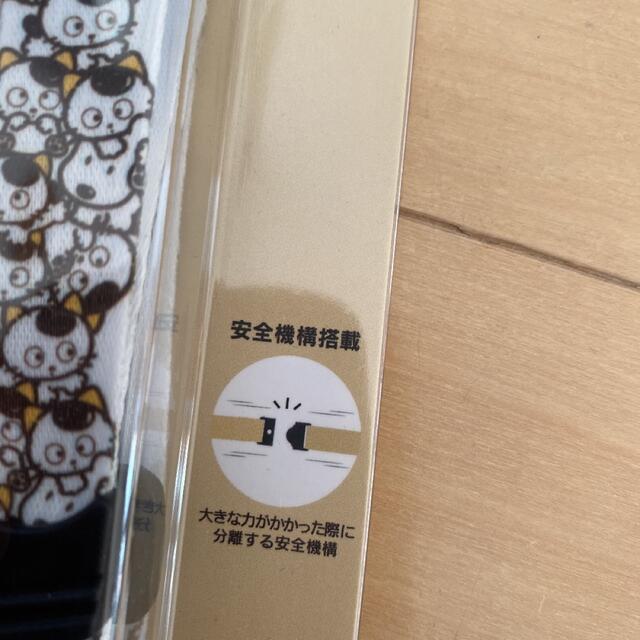 安全機構搭載
大きな力がかかった際に
分離する安全機構